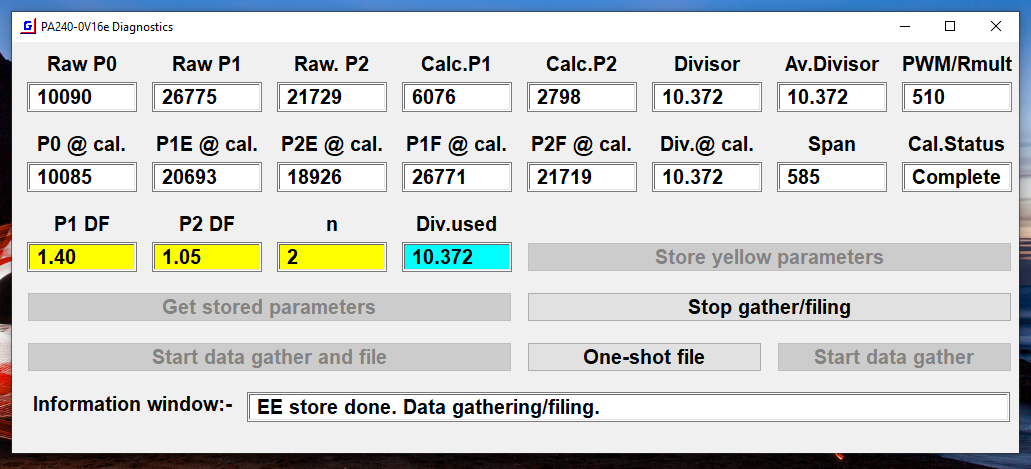 PA240-0V16e Diagnostics
Raw P0 Raw P1 Raw. P2 Calc.P1 Calc.P2 Divisor Av.Divisor PWM/Rmult
10090 26775 21729 6076 2798 10.372 10.372 510
P0 @ cal. P1E @ cal. P2E @ cal. P1F @ cal. P2F @ cal. Div.@ cal. Span Cal.Status
10085 20693 18926 26771 21719 10.372 585 Complete
P1 DF P2 DF n Div.used
1.40 1.05 2 10.372 Store yellow parameters
Get stored parameters Stop gather/filing
Start data gather and file One-shot file Start data gather
Information window:- EE store done. Data gathering/filing.